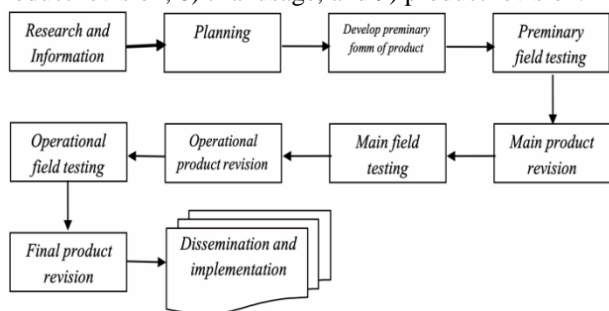 Research and
Information
Planning
Develop preminary
fomm of product
Preminary
field testing
Main product
revision
Main field
testing
Operational
product revision
Operational
field testing
Final product
revision
Dissemination and
implementation